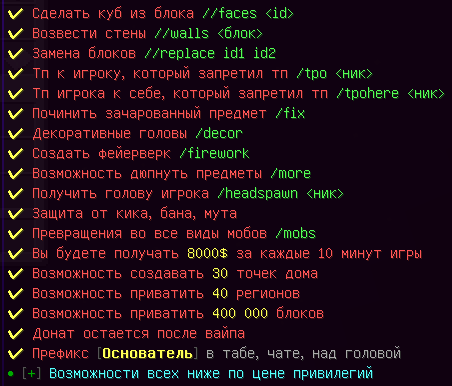 ✔ Сделать куб из блока //faces <id>
✔ Возвести стены //walls <блок>
✔ Замена блоков //replace id1 id2
✔ Тп к игроку, который запретил тп /tpo <ник>
✔ Тп игрока к себе, который запретил тп /tpohere <ник>
✔ Починить зачарованный предмет /fix
✔ Декоративные головы /decor
✔ Создать фейерверк /firework
✔ Возможность дюпнуть предметы /more
✔ Получить голову игрока /headspawn <ник>
✔ Защита от кика, бана, мута
✔ Превращения во все виды мобов /mobs
✔ Вы будете получать 8000$ за каждые 10 минут игры
✔ Возможность создавать 30 точек дома
✔ Возможность приватить 40 регионов
✔ Возможность приватить 400 000 блоков
✔ Донат остается после вайпа
✔ Префикс [Основатель] в табе, чате, над головой
● [+] Возможности всех ниже по цене привилегий